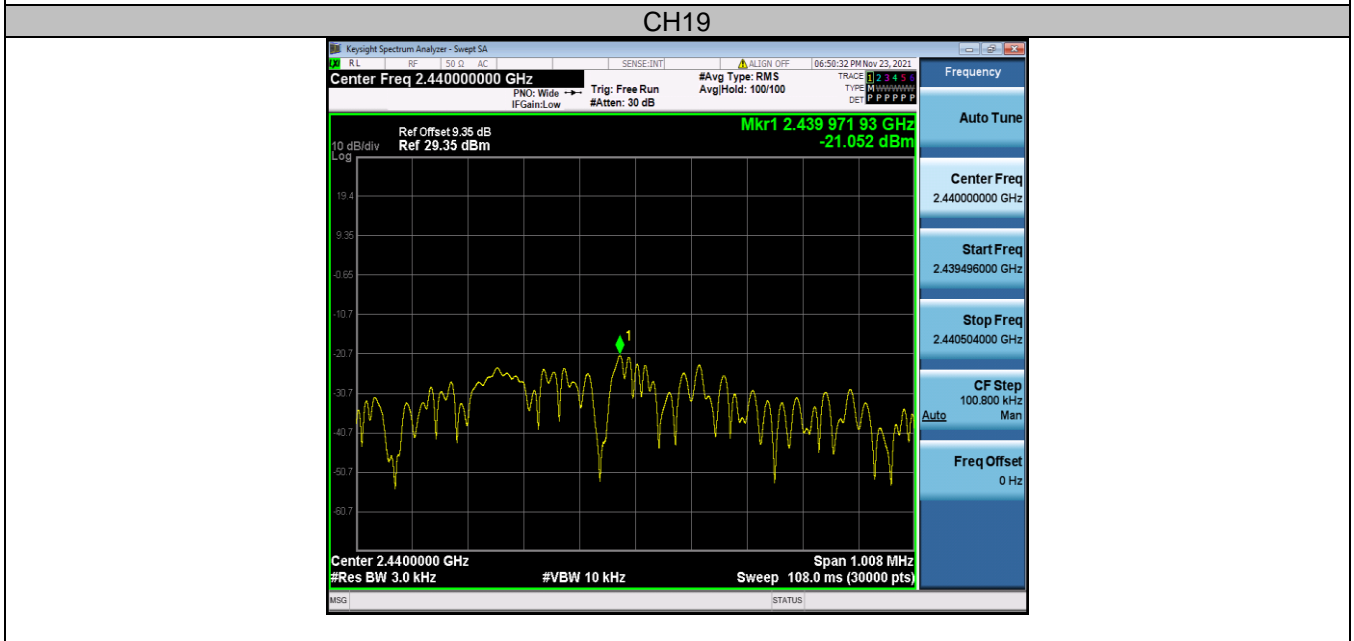 CH19
Keysight Spectrum Analyzer - Swept SA
RL RF 50 Ω AC SENSE:INT ALIGN OFF 06:50:32 PM Nov 23, 2021
Center Freq 2.440000000 GHz #Avg Type: RMS TRACE 1 2 3 4 5 6
PNO: Wide Trig: Free Run Avg|Hold: 100/100 TYPE M WWWWW
IFGain:Low #Atten: 30 dB DET P P P P P P
Frequency
Mkr1 2.439 971 93 GHz
-21.052 dBm
Ref Offset 9.35 dB
10 dB/div Ref 29.35 dBm
Log
19.4
9.35
-0.65
-10.7
-20.7
-30.7
-40.7
-50.7
-60.7
1
Center 2.4400000 GHz Span 1.008 MHz
#Res BW 3.0 kHz #VBW 10 kHz Sweep 108.0 ms (30000 pts)
Auto Tune
Center Freq
2.440000000 GHz
Start Freq
2.439496000 GHz
Stop Freq
2.440504000 GHz
CF Step
100.800 kHz
Auto Man
Freq Offset
0 Hz
MSG STATUS